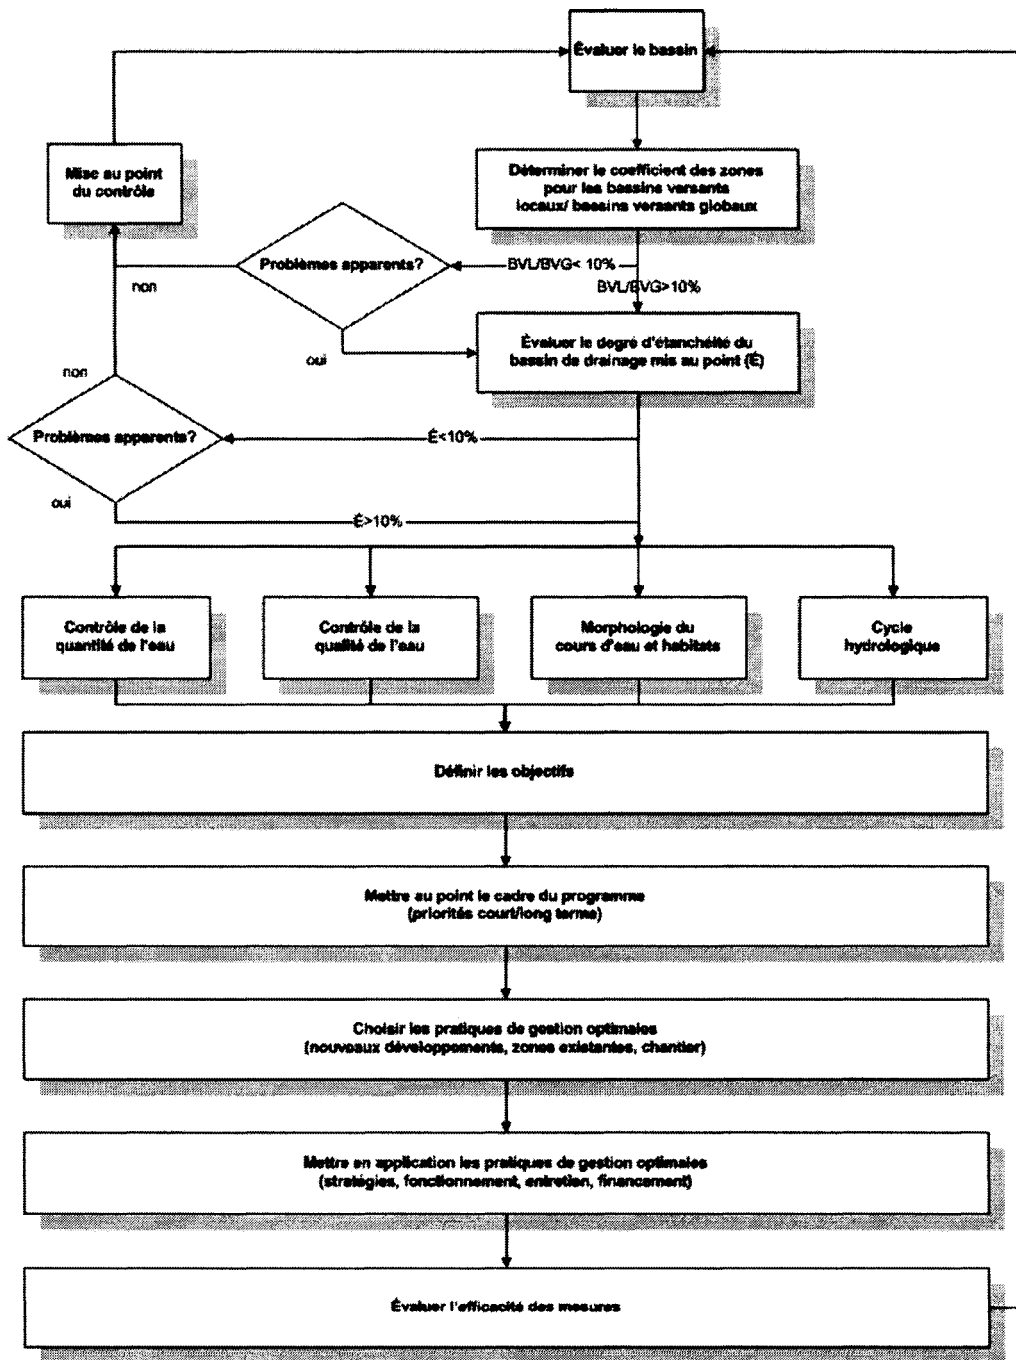 Évaluer le bassin
Mise au point
du contrôle
Déterminer le coefficient des zones
pour les bassins versants
locaux/ bassins versants globaux
Problèmes apparents?
BVL/BVG< 10%
non
BVL/BVG>10%
oui
Évaluer le degré d'étanchéité du
bassin de drainage mis au point (É)
non
Problèmes apparents?
É<10%
oui
É>10%
Contrôle de la
quantité de l'eau
Contrôle de la
qualité de l'eau
Morphologie du
cours d'eau et habitats
Cycle
hydrologique
Définir les objectifs
Mettre au point le cadre du programme
(priorités court/long terme)
Choisir les pratiques de gestion optimales
(nouveaux développements, zones existantes, chantier)
Mettre en application les pratiques de gestion optimales
(stratégies, fonctionnement, entretien, financement)
Évaluer l'efficacité des mesures